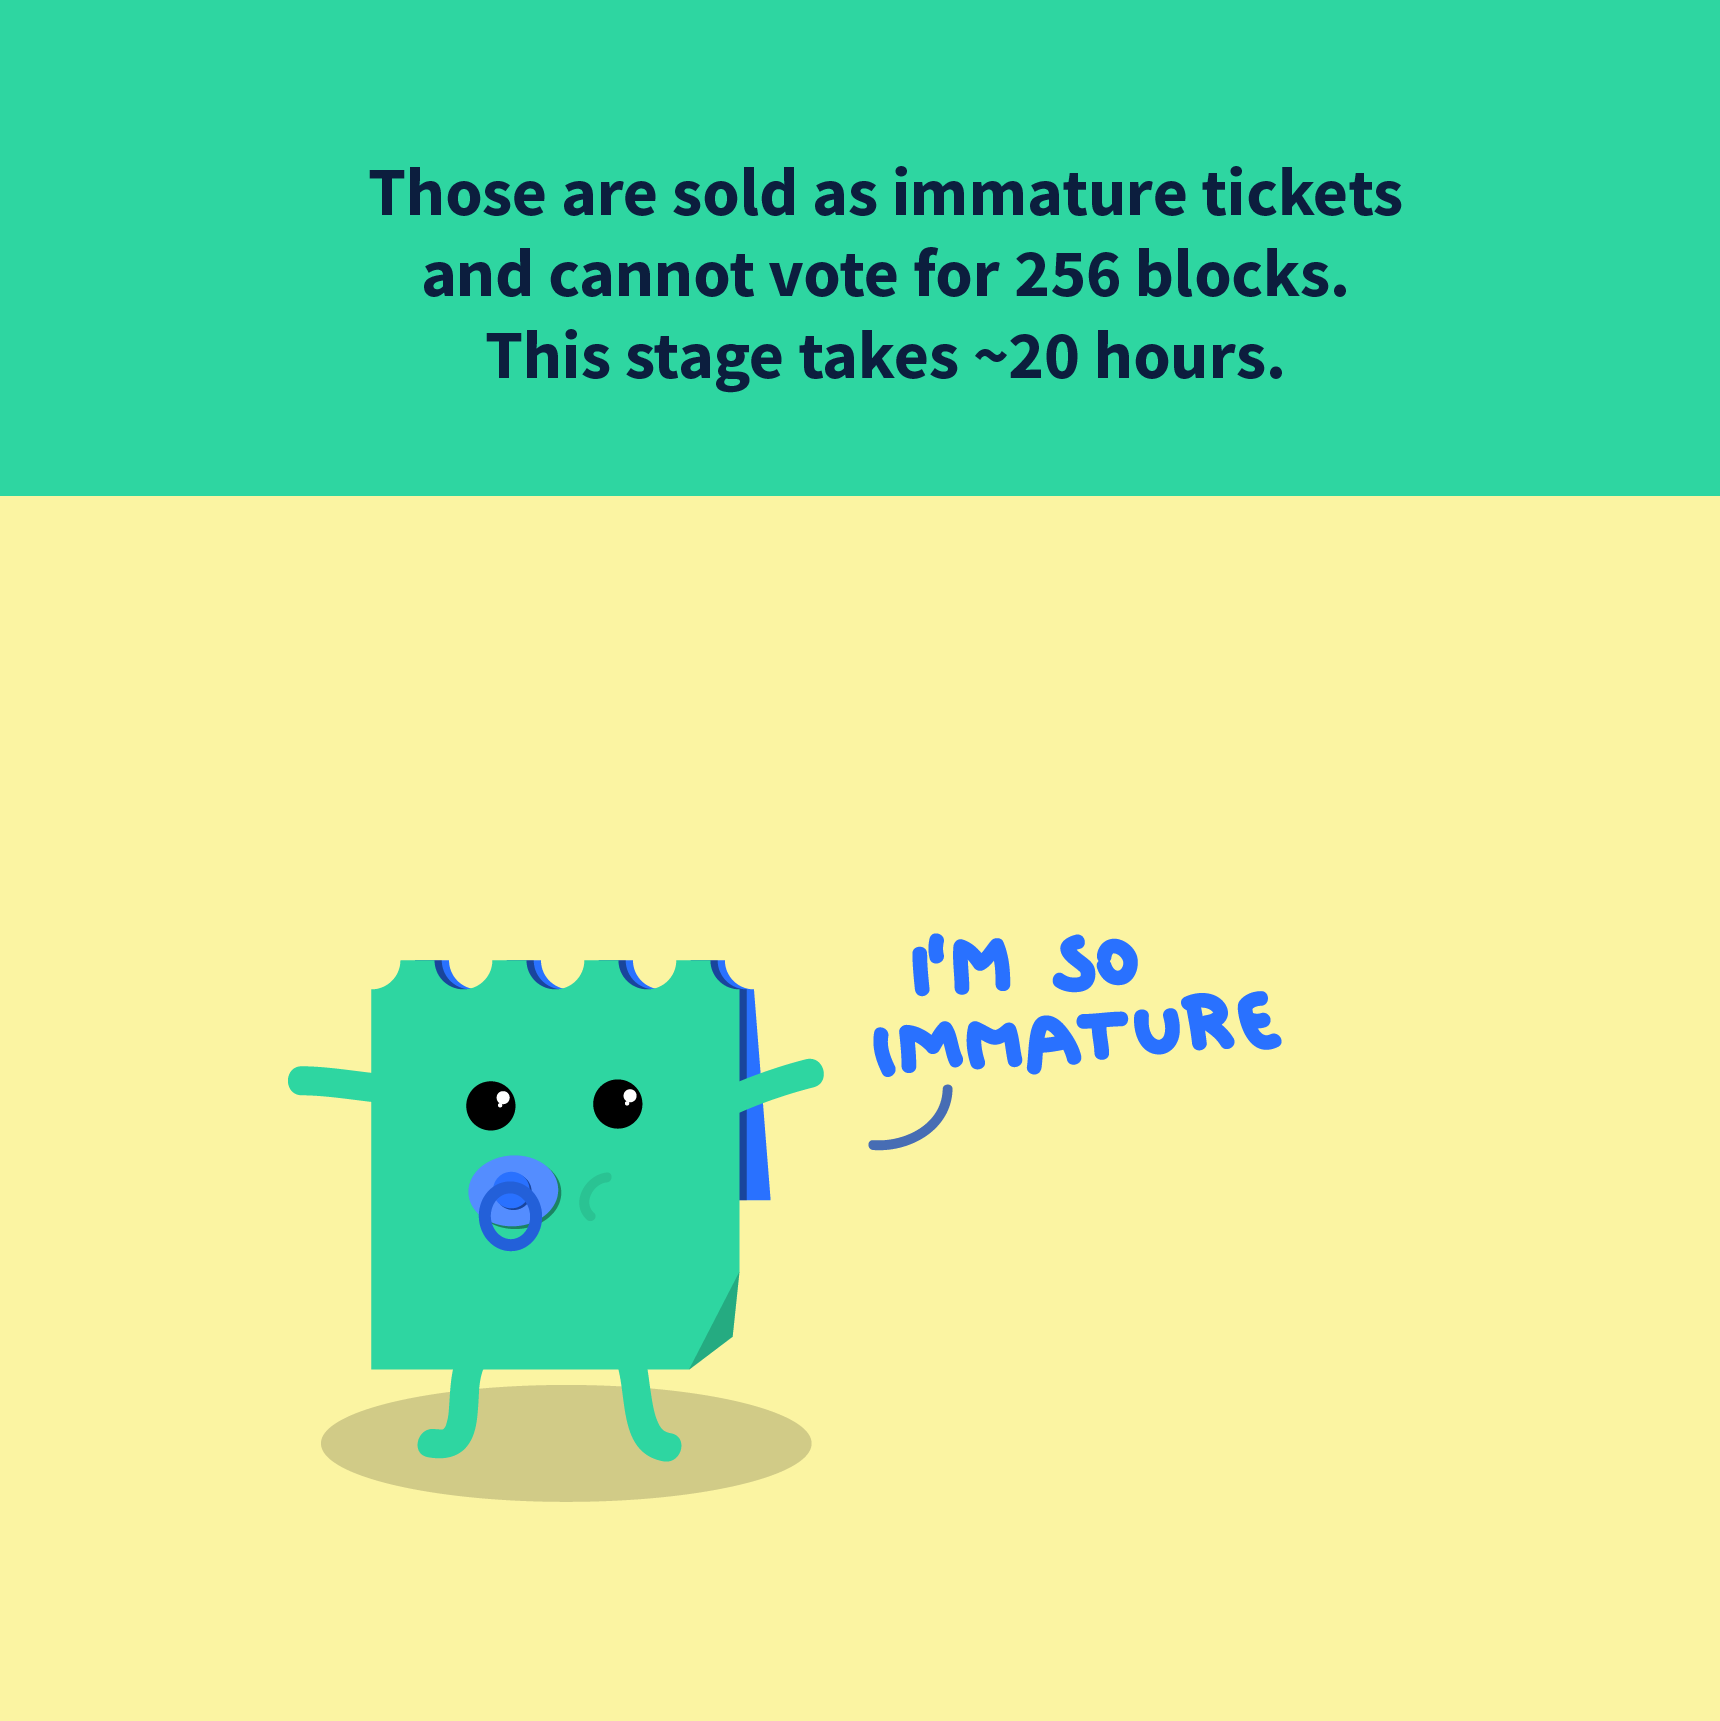 Those are sold as immature tickets
and cannot vote for 256 blocks.
This stage takes ~20 hours.
I'M SO
IMMATURE